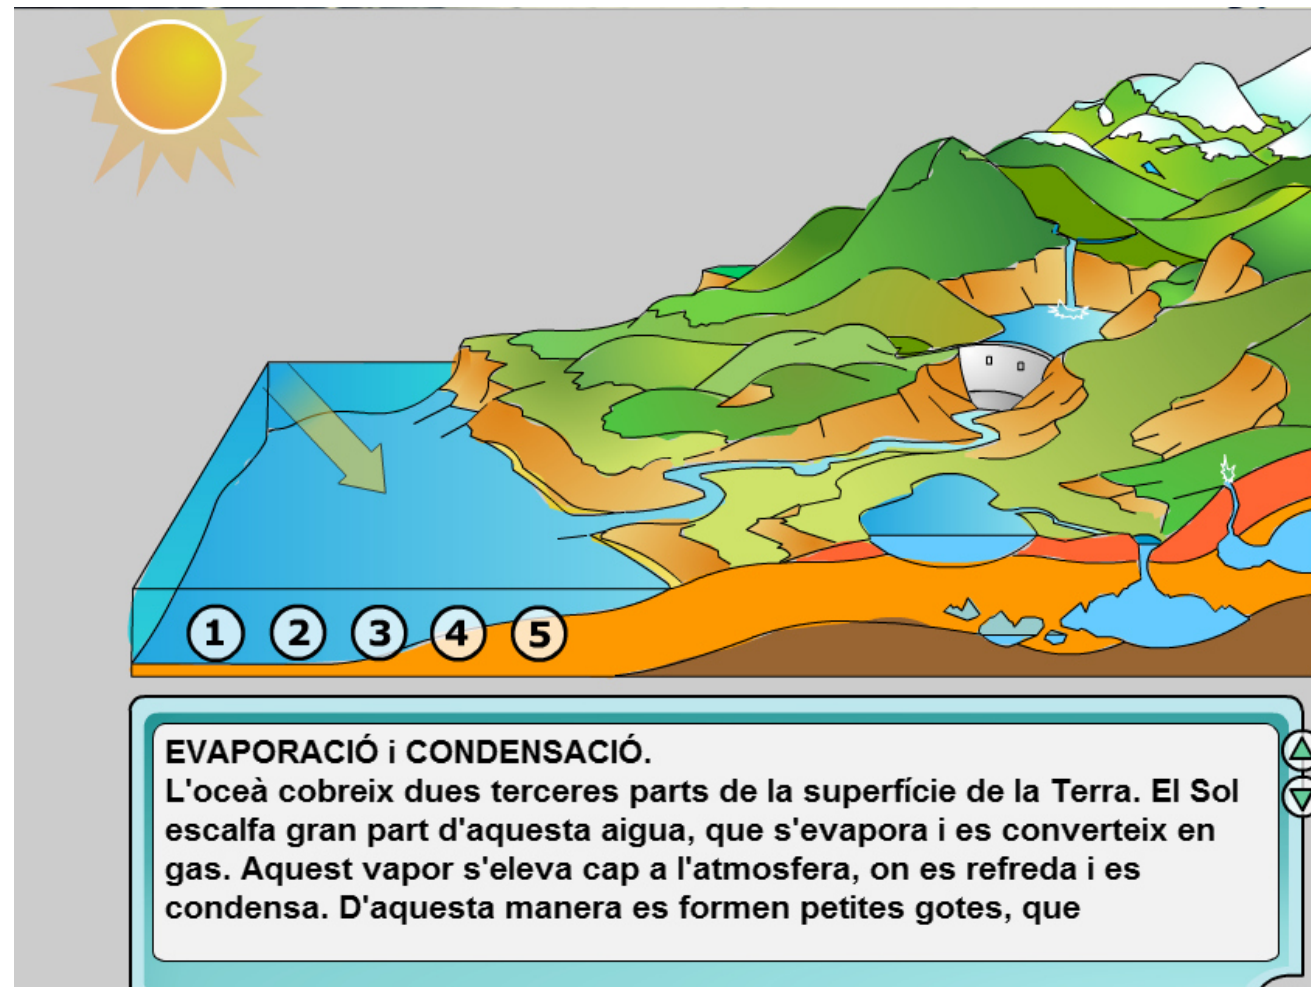 1 2 3 4 5
EVAPORACIÓ i CONDENSACIÓ.
L'oceà cobreix dues terceres parts de la superfície de la Terra. El Sol
escalfa gran part d'aquesta aigua, que s'evapora i es converteix en
gas. Aquest vapor s'eleva cap a l'atmosfera, on es refreda i es
condensa. D'aquesta manera es formen petites gotes, que